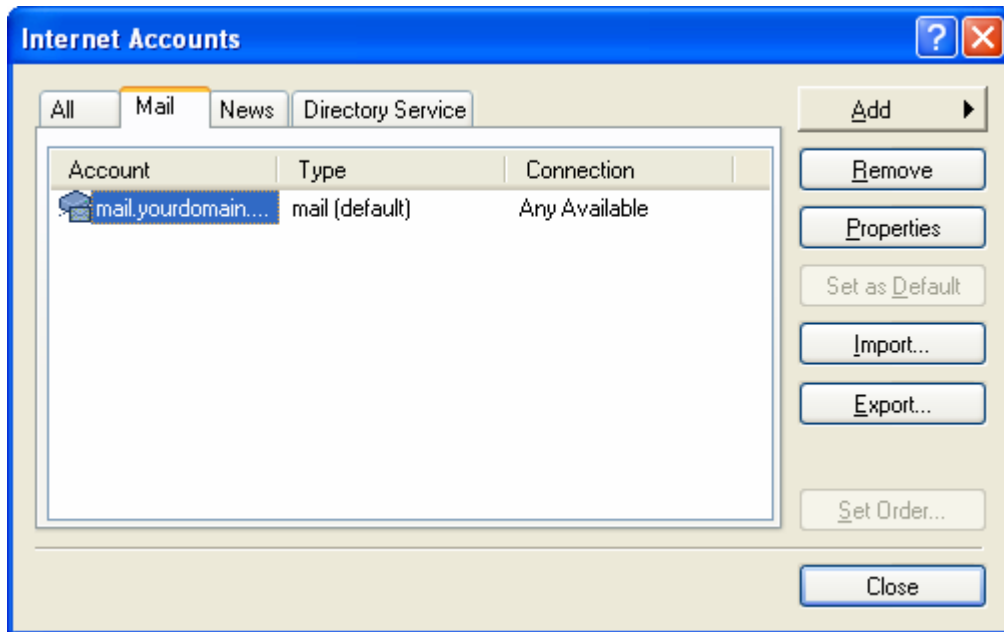 Internet Accounts
All Mail News Directory Service
Add
Account Type Connection
Remove
mail.yourdomain.... mail (default) Any Available
Properties
Set as Default
Import...
Export...
Set Order...
Close